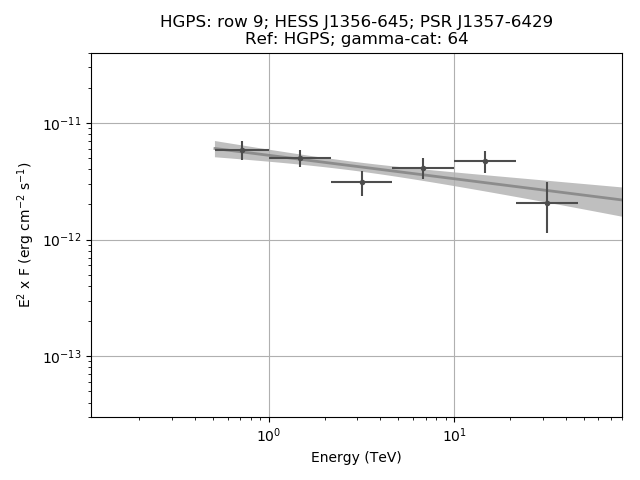 HGPS: row 9; HESS J1356-645; PSR J1357-6429
Ref: HGPS; gamma-cat: 64
E² x F (erg cm⁻² s⁻¹)
10⁻¹¹
10⁻¹²
10⁻¹³
10⁰ 10¹
Energy (TeV)